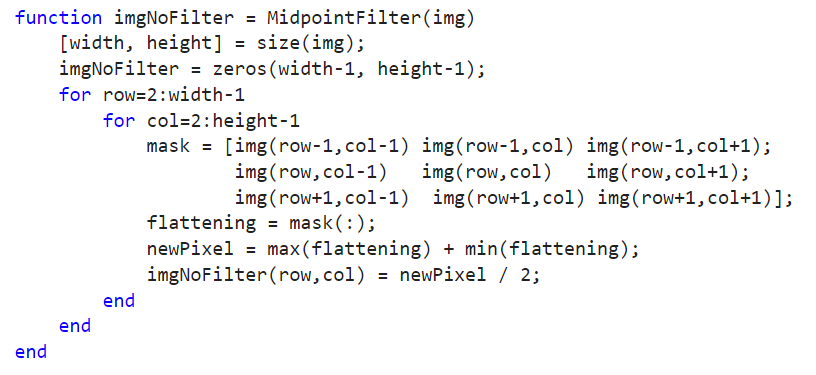 function imgNoFilter = MidpointFilter(img)
    [width, height] = size(img);
    imgNoFilter = zeros(width-1, height-1);
    for row=2:width-1
        for col=2:height-1
            mask = [img(row-1,col-1) img(row-1,col) img(row-1,col+1);
                    img(row,col-1)   img(row,col)   img(row,col+1);
                    img(row+1,col-1)  img(row+1,col) img(row+1,col+1)];
            flattening = mask(:);
            newPixel = max(flattening) + min(flattening);
            imgNoFilter(row,col) = newPixel / 2;
        end
    end
end